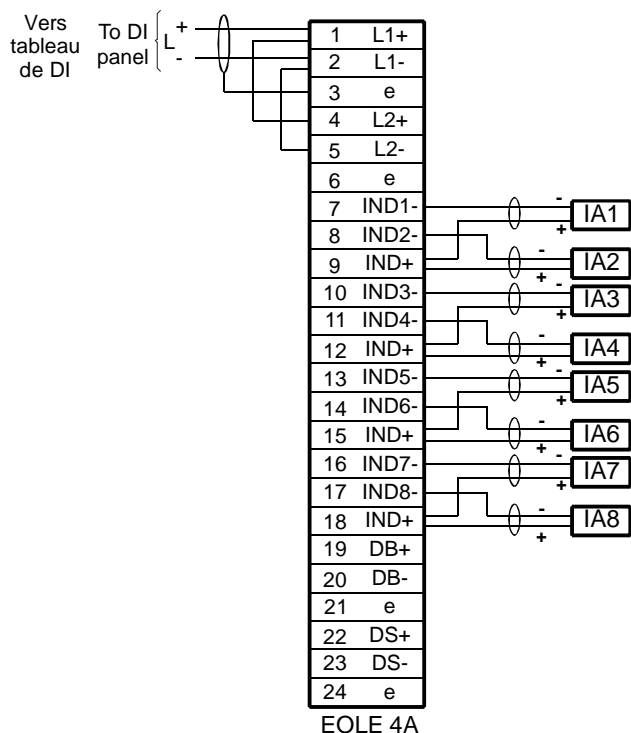 Vers
tableau
de DI
To DI
panel
L
+
-
1 L1+
2 L1-
3 e
4 L2+
5 L2-
6 e
7 IND1-
8 IND2-
9 IND+
10 IND3-
11 IND4-
12 IND+
13 IND5-
14 IND6-
15 IND+
16 IND7-
17 IND8-
18 IND+
19 DB+
20 DB-
21 e
22 DS+
23 DS-
24 e
- + IA1
- + IA2
- + IA3
- + IA4
- + IA5
- + IA6
- + IA7
- + IA8
EOLE 4A